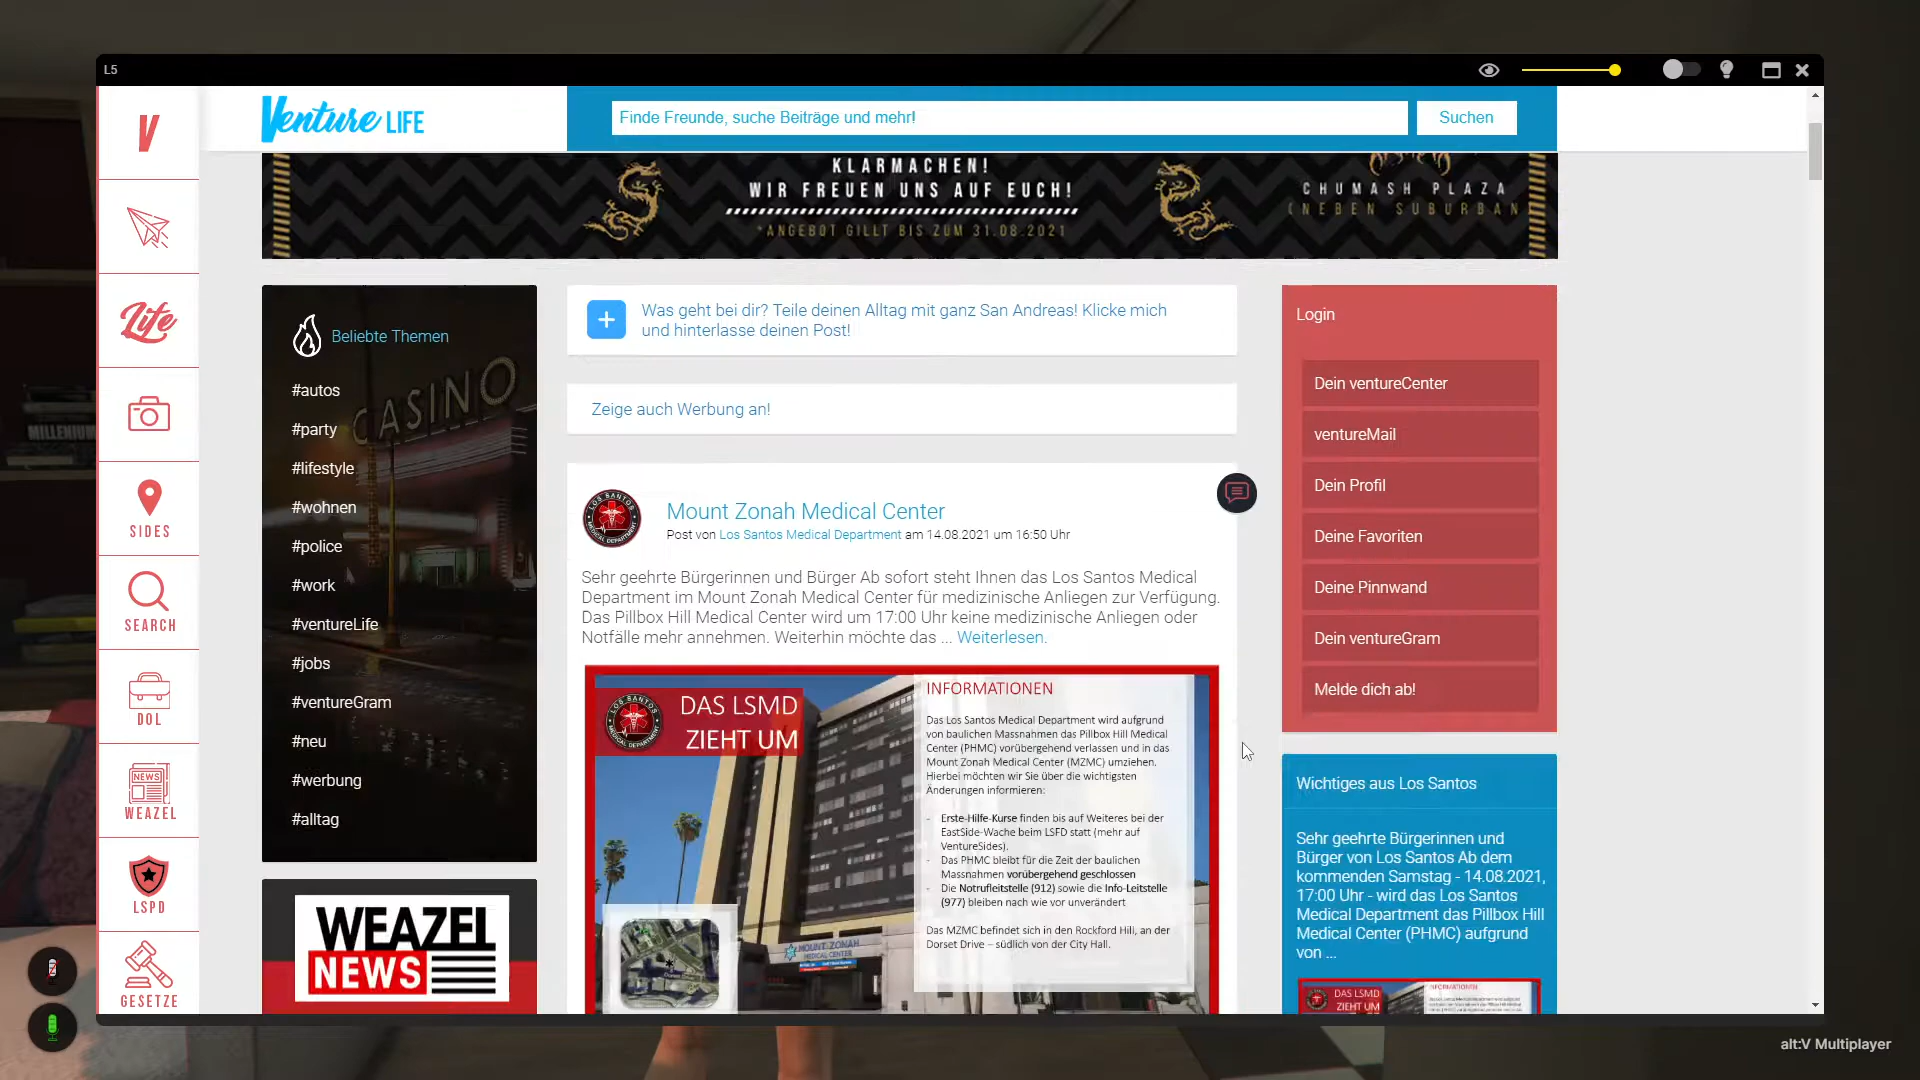 L5
Venture LIFE
Finde Freunde, suche Beiträge und mehr!
Suchen
KLARMACHEN!
WIR FREUEN UNS AUF EUCH!
*ANGEBOT GILLT BIS ZUM 31.08.2021
CHUMASH PLAZA
(NEBEN SUBURBAN
V
Life
SIDES
SEARCH
DOL
NEWS
WEAZEL
LSPD
GESETZE
MILLENIUM
Beliebte Themen
CASINO
#autos
#party
#lifestyle
#wohnen
#police
#work
#ventureLife
#jobs
#ventureGram
#neu
#werbung
#alltag
WEAZEL
NEWS
Was geht bei dir? Teile deinen Alltag mit ganz San Andreas! Klicke mich
und hinterlasse deinen Post!
Zeige auch Werbung an!
Mount Zonah Medical Center
Post von Los Santos Medical Department am 14.08.2021 um 16:50 Uhr
Sehr geehrte Bürgerinnen und Bürger Ab sofort steht Ihnen das Los Santos Medical
Department im Mount Zonah Medical Center für medizinische Anliegen zur Verfügung.
Das Pillbox Hill Medical Center wird um 17:00 Uhr keine medizinische Anliegen oder
Notfälle mehr annehmen. Weiterhin möchte das ... Weiterlesen.
DAS LSMD
ZIEHT UM
INFORMATIONEN
Das Los Santos Medical Department wird aufgrund
von baulichen Massnahmen das Pillbox Hill Medical
Center (PHMC) vorübergehend verlassen und in das
Mount Zonah Medical Center (MZMC) umziehen.
Hierbei möchten wir Sie über die wichtigsten
Änderungen informieren:
- Erste-Hilfe-Kurse finden bis auf Weiteres bei der
EastSide-Wache beim LSFD statt (mehr auf
VentureSides).
- Das PHMC bleibt für die Zeit der baulichen
Massnahmen vorübergehend geschlossen
- Die Notrufleitstelle (912) sowie die Info-Leitstelle
(977) bleiben nach wie vor unverändert
Das MZMC befindet sich in den Rockford Hill, an der
Dorset Drive – südlich von der City Hall.
MOUNT ZONAH
MEDICAL CENTER
Login
Dein ventureCenter
ventureMail
Dein Profil
Deine Favoriten
Deine Pinnwand
Dein ventureGram
Melde dich ab!
Wichtiges aus Los Santos
Sehr geehrte Bürgerinnen und
Bürger von Los Santos Ab dem
kommenden Samstag - 14.08.2021,
17:00 Uhr - wird das Los Santos
Medical Department das Pillbox Hill
Medical Center (PHMC) aufgrund
von ...
DAS LSMD
ZIEHT UM
INFORMATIONEN
alt:V Multiplayer